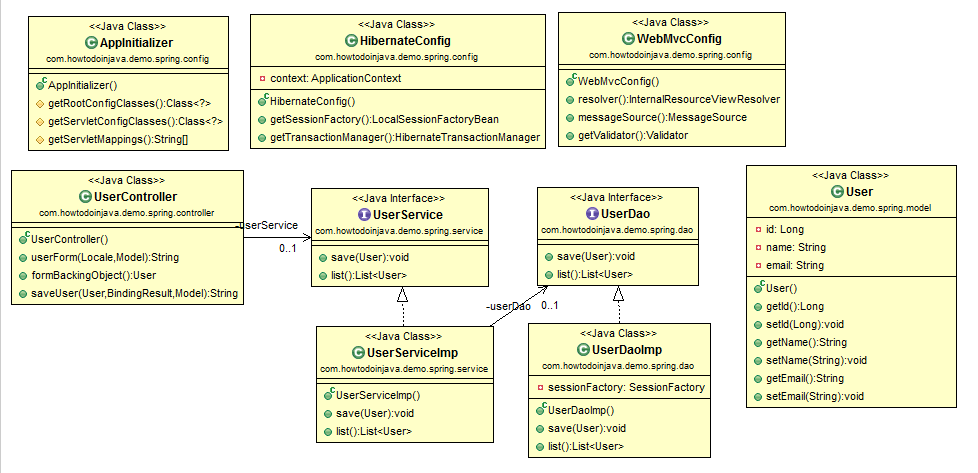 <<Java Class>>
AppInitializer
com.howtodoinjava.demo.spring.config
AppInitializer()
getRootConfigClasses():Class<?>
getServletConfigClasses():Class<?>
getServletMappings():String[]
<<Java Class>>
HibernateConfig
com.howtodoinjava.demo.spring.config
context: ApplicationContext
HibernateConfig()
getSessionFactory():LocalSessionFactoryBean
getTransactionManager():HibernateTransactionManager
<<Java Class>>
WebMvcConfig
com.howtodoinjava.demo.spring.config
WebMvcConfig()
resolver():InternalResourceViewResolver
messageSource():MessageSource
getValidator():Validator
<<Java Class>>
UserController
com.howtodoinjava.demo.spring.controller
UserController()
userForm(Locale,Model):String
formBackingObject():User
saveUser(User,BindingResult,Model):String
-userService
0..1
<<Java Interface>>
UserService
com.howtodoinjava.demo.spring.service
save(User):void
list():List<User>
<<Java Interface>>
UserDao
com.howtodoinjava.demo.spring.dao
save(User):void
list():List<User>
<<Java Class>>
User
com.howtodoinjava.demo.spring.model
id: Long
name: String
email: String
User()
getId():Long
setId(Long):void
getName():String
setName(String):void
getEmail():String
setEmail(String):void
-userDao
0..1
<<Java Class>>
UserServiceImp
com.howtodoinjava.demo.spring.service
UserServiceImp()
save(User):void
list():List<User>
<<Java Class>>
UserDaoImp
com.howtodoinjava.demo.spring.dao
sessionFactory: SessionFactory
UserDaoImp()
save(User):void
list():List<User>